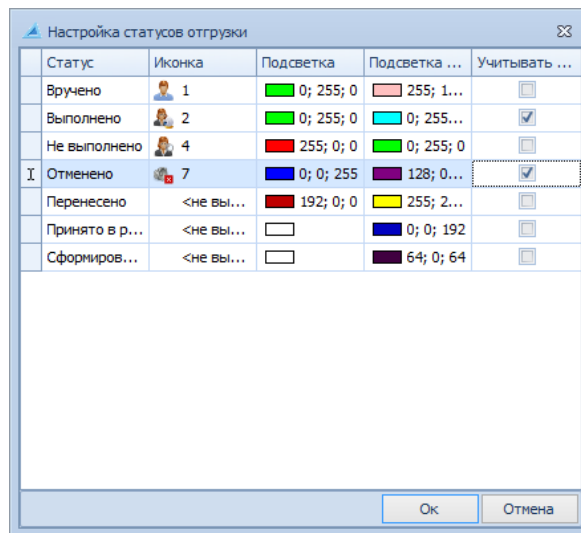 Настройка статусов отгрузки
Статус Иконка Подсветка Подсветка ... Учитывать ...
Вручено 1 0; 255; 0 255; 1...
Выполнено 2 0; 255; 0 0; 255...
Не выполнено 4 255; 0; 0 0; 255; 0
Отменено 7 0; 0; 255 128; 0...
Перенесено <не вы... 192; 0; 0 255; 2...
Принято в р... <не вы... 0; 0; 192
Сформиров... <не вы... 64; 0; 64
Ок Отмена